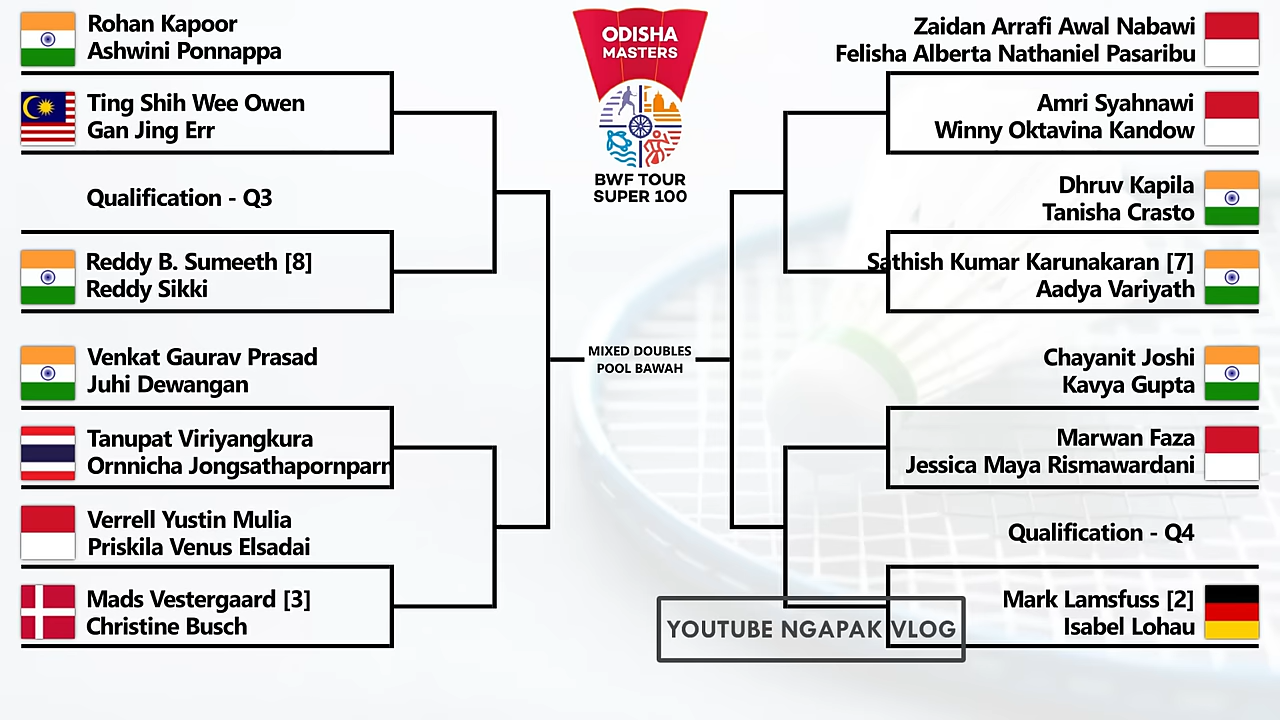 Rohan Kapoor
Ashwini Ponnappa
Ting Shih Wee Owen
Gan Jing Err
Qualification - Q3
Reddy B. Sumeeth [8]
Reddy Sikki
Venkat Gaurav Prasad
Juhi Dewangan
Tanupat Viriyangkura
Ornnicha Jongsathapornparn
Verrell Yustin Mulia
Priskila Venus Elsadai
Mads Vestergaard [3]
Christine Busch
ODISHA
MASTERS
BWF TOUR
SUPER 100
MIXED DOUBLES
POOL BAWAH
Zaidan Arrafi Awal Nabawi
Felisha Alberta Nathaniel Pasaribu
Amri Syahnawi
Winny Oktavina Kandow
Dhruv Kapila
Tanisha Crasto
Sathish Kumar Karunakaran [7]
Aadya Variyath
Chayanit Joshi
Kavya Gupta
Marwan Faza
Jessica Maya Rismawardani
Qualification - Q4
Mark Lamsfuss [2]
Isabel Lohau
YOUTUBE NGAPAK VLOG